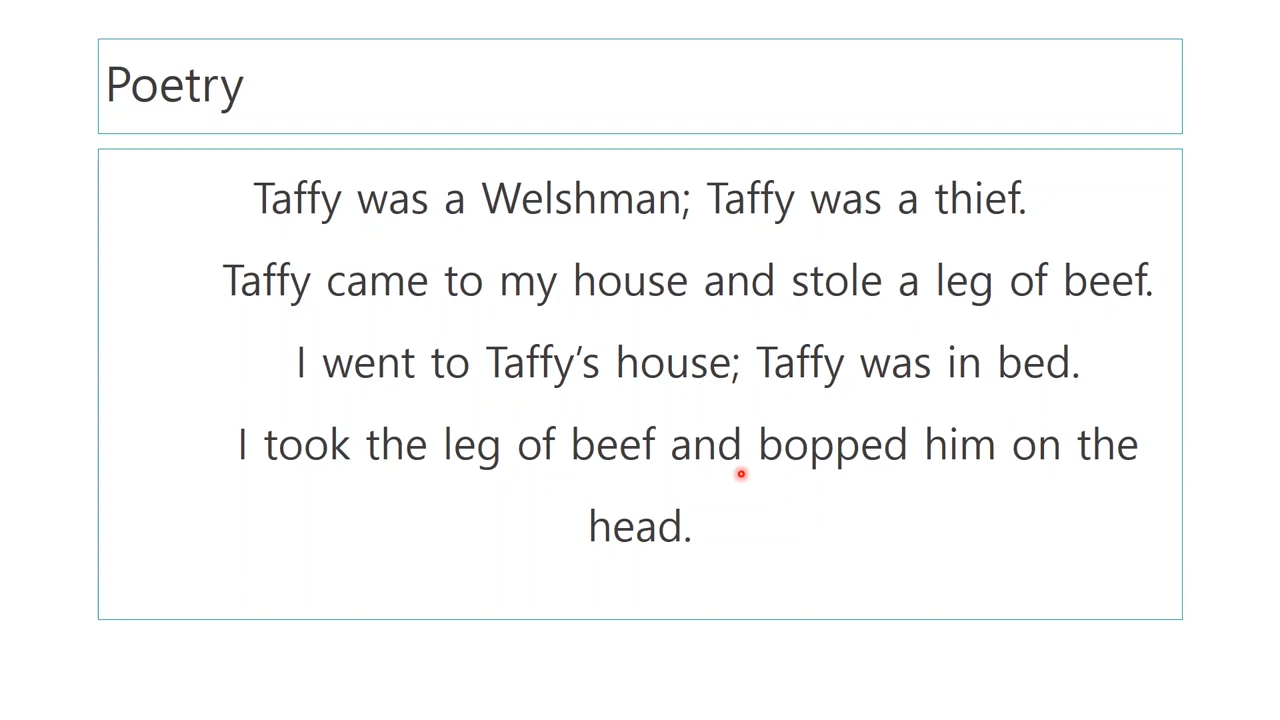 Poetry
Taffy was a Welshman; Taffy was a thief.
Taffy came to my house and stole a leg of beef.
I went to Taffy’s house; Taffy was in bed.
I took the leg of beef and bopped him on the
head.